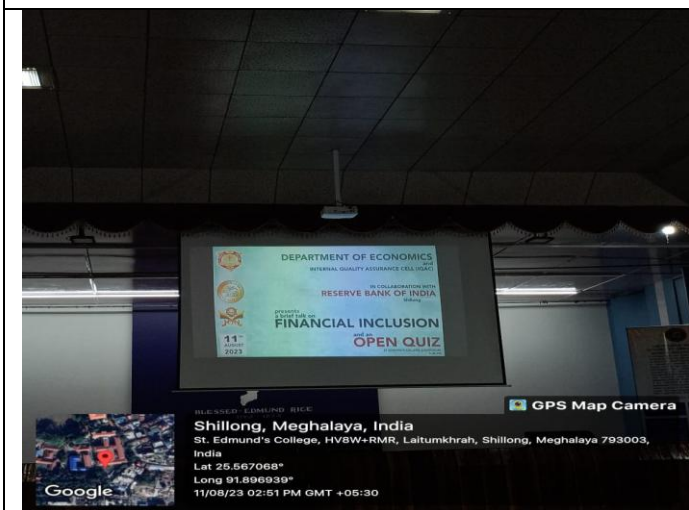 DEPARTMENT OF ECONOMICS
and
INTERNAL QUALITY ASSURANCE CELL (IQAC)
IN COLLABORATION WITH
RESERVE BANK OF INDIA
Shillong
presents
a brief talk on
FINANCIAL INCLUSION
and an
OPEN QUIZ
11TH
AUGUST
2023
BLESSED EDMUND RICE
GPS Map Camera
Shillong, Meghalaya, India
St. Edmund's College, HV8W+RMR, Laitumkhrah, Shillong, Meghalaya 793003,
India
Lat 25.567068°
Long 91.896939°
11/08/23 02:51 PM GMT +05:30
Google